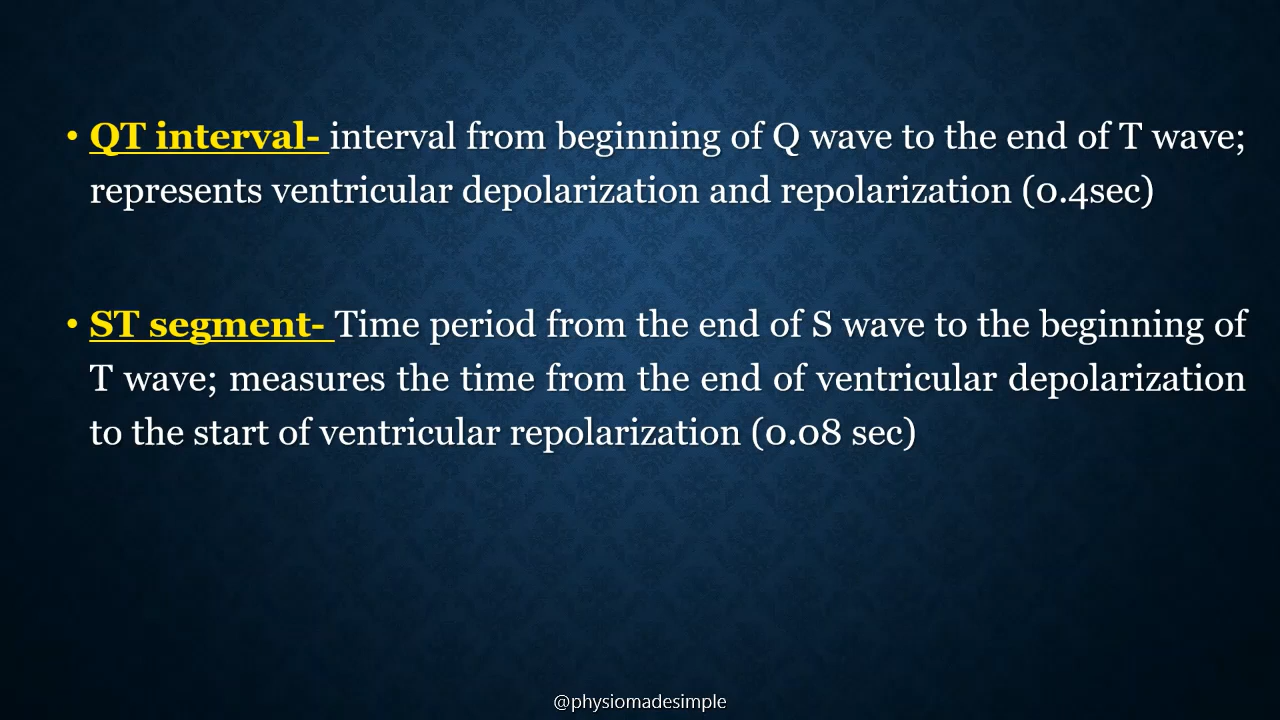 • QT interval- interval from beginning of Q wave to the end of T wave;
represents ventricular depolarization and repolarization (0.4sec)
• ST segment- Time period from the end of S wave to the beginning of
T wave; measures the time from the end of ventricular depolarization
to the start of ventricular repolarization (0.08 sec)
@physiomadesimple